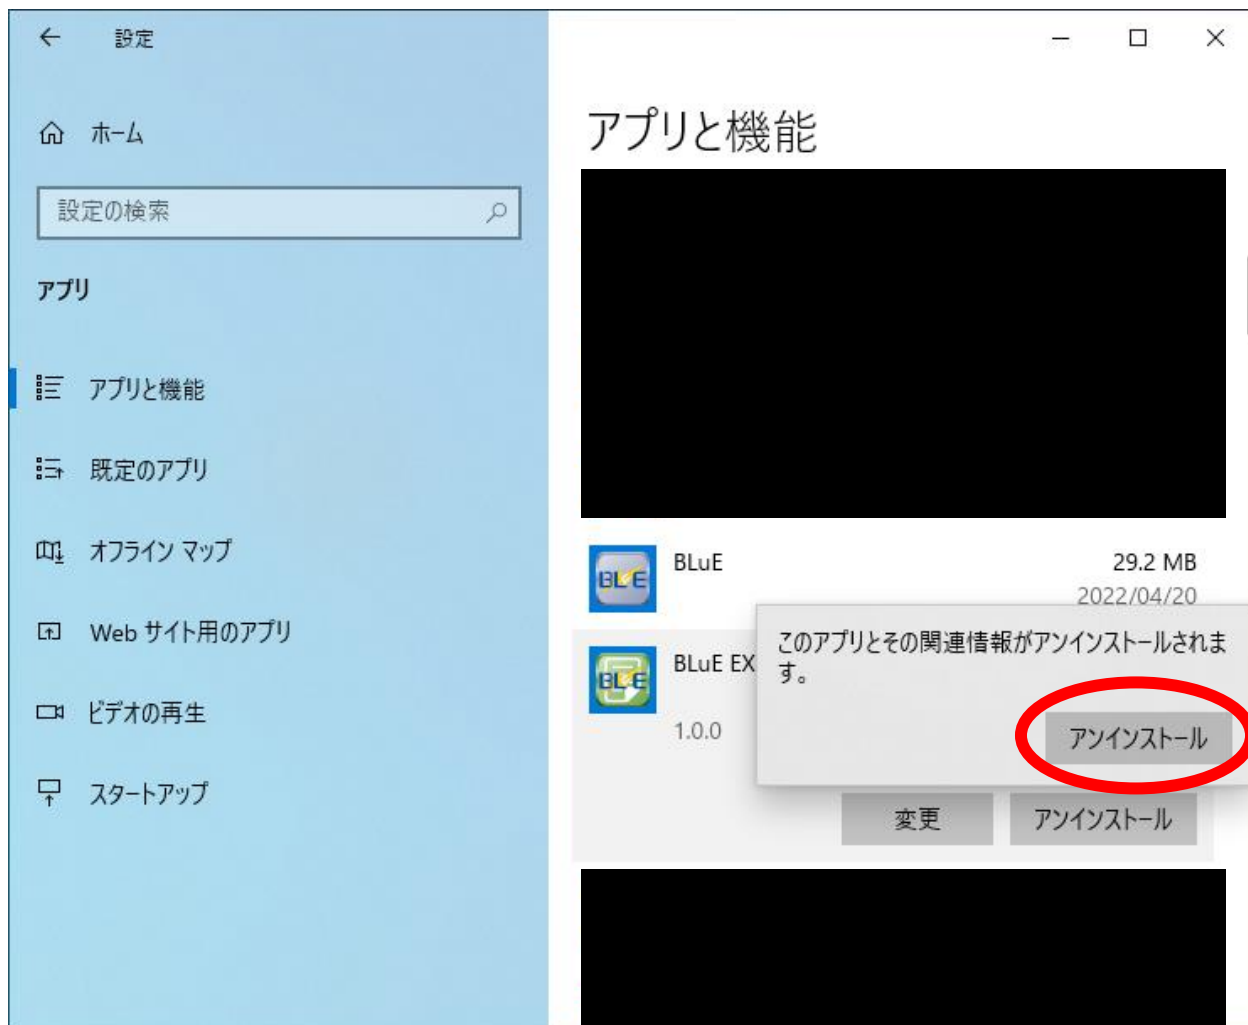 設定
ホーム
設定の検索
アプリ
アプリと機能
既定のアプリ
オフライン マップ
Web サイト用のアプリ
ビデオの再生
スタートアップ
アプリと機能
BLuE
29.2 MB
2022/04/20
BLuE EX
1.0.0
このアプリとその関連情報がアンインストールされま
す。
アンインストール
変更
アンインストール